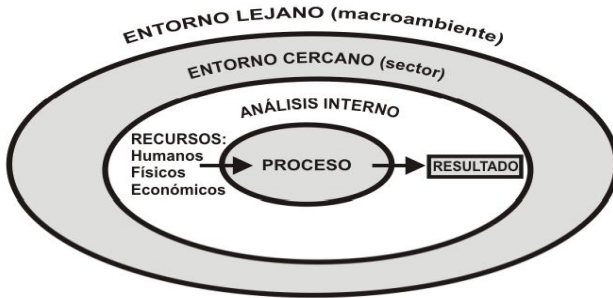 ENTORNO LEJANO (macroambiente)
ENTORNO CERCANO (sector)
ANÁLISIS INTERNO
RECURSOS:
Humanos
Físicos
Económicos
PROCESO
RESULTADO